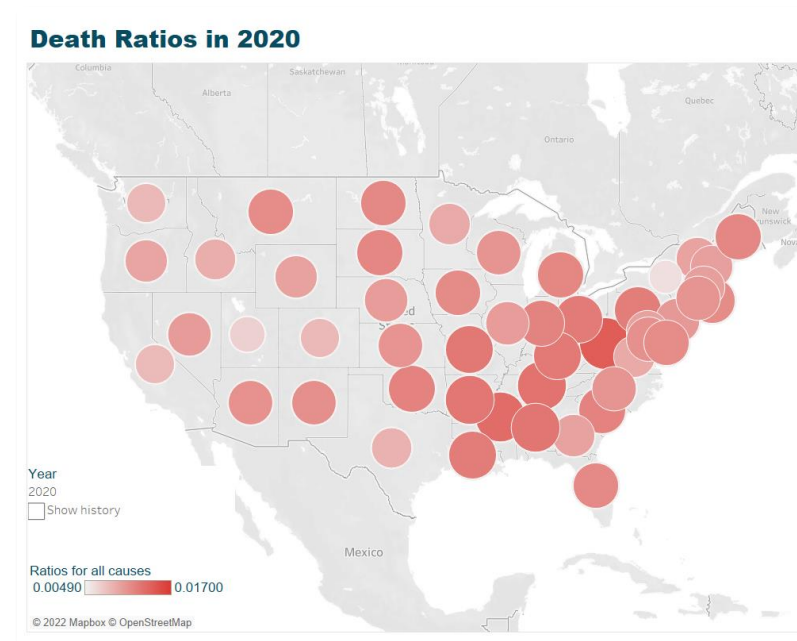 Death Ratios in 2020
Columbia
Alberta
Saskatchewan
Quebec
Ontario
New
Mexico
Year
2020
Show history
Ratios for all causes
0.00490 0.01700
© 2022 Mapbox © OpenStreetMap